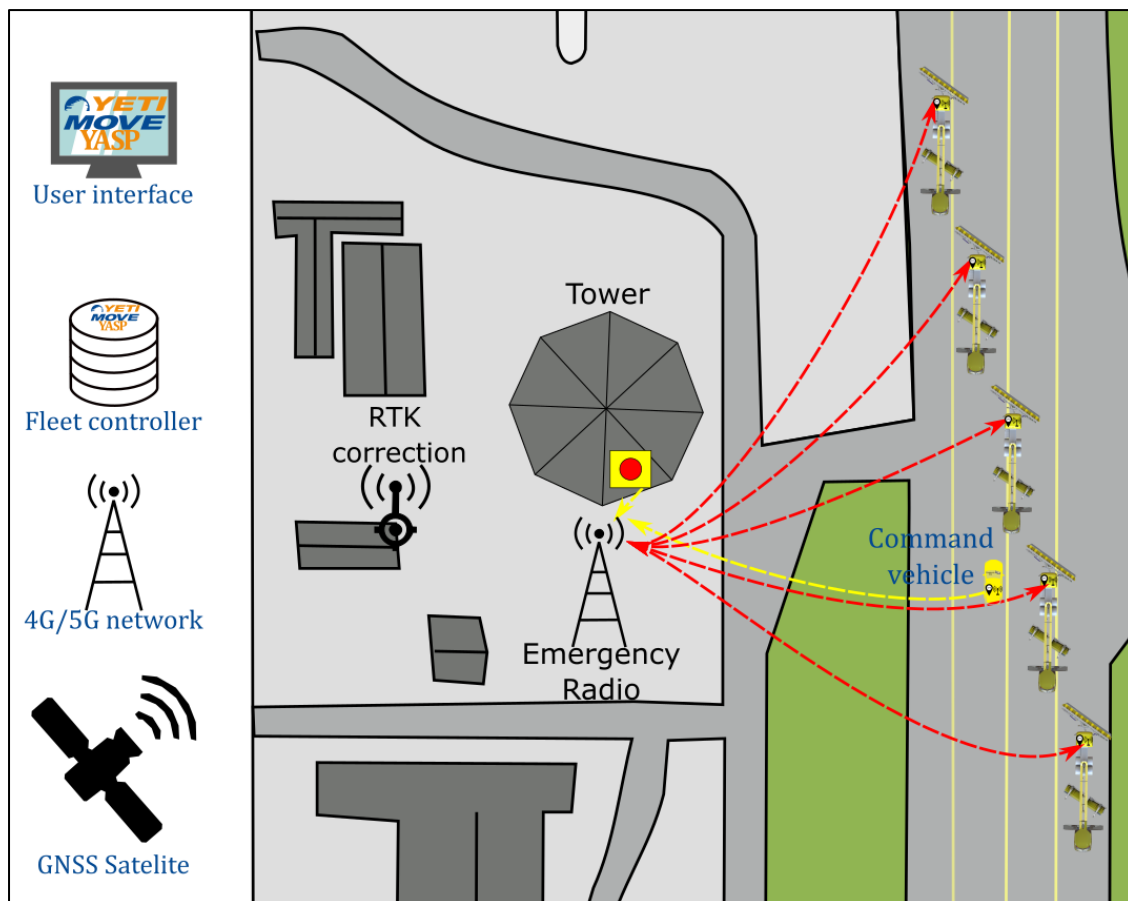 YETI
MOVE
YASP
User interface
YETI
MOVE
YASP
Fleet controller
4G/5G network
GNSS Satelite
Tower
RTK
correction
Emergency
Radio
Command
vehicle